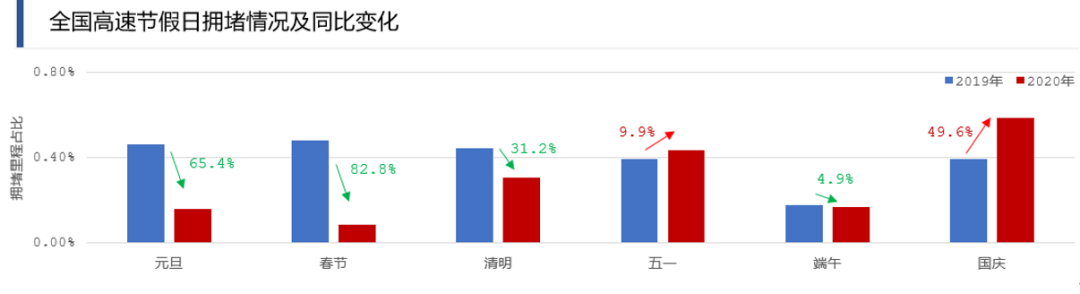 全国高速节假日拥堵情况及同比变化
0.80%
2019年 2020年
拥堵里程占比
9.9%
49.6%
65.4%
82.8%
31.2%
4.9%
0.40%
0.00%
元旦 春节 清明 五一 端午 国庆